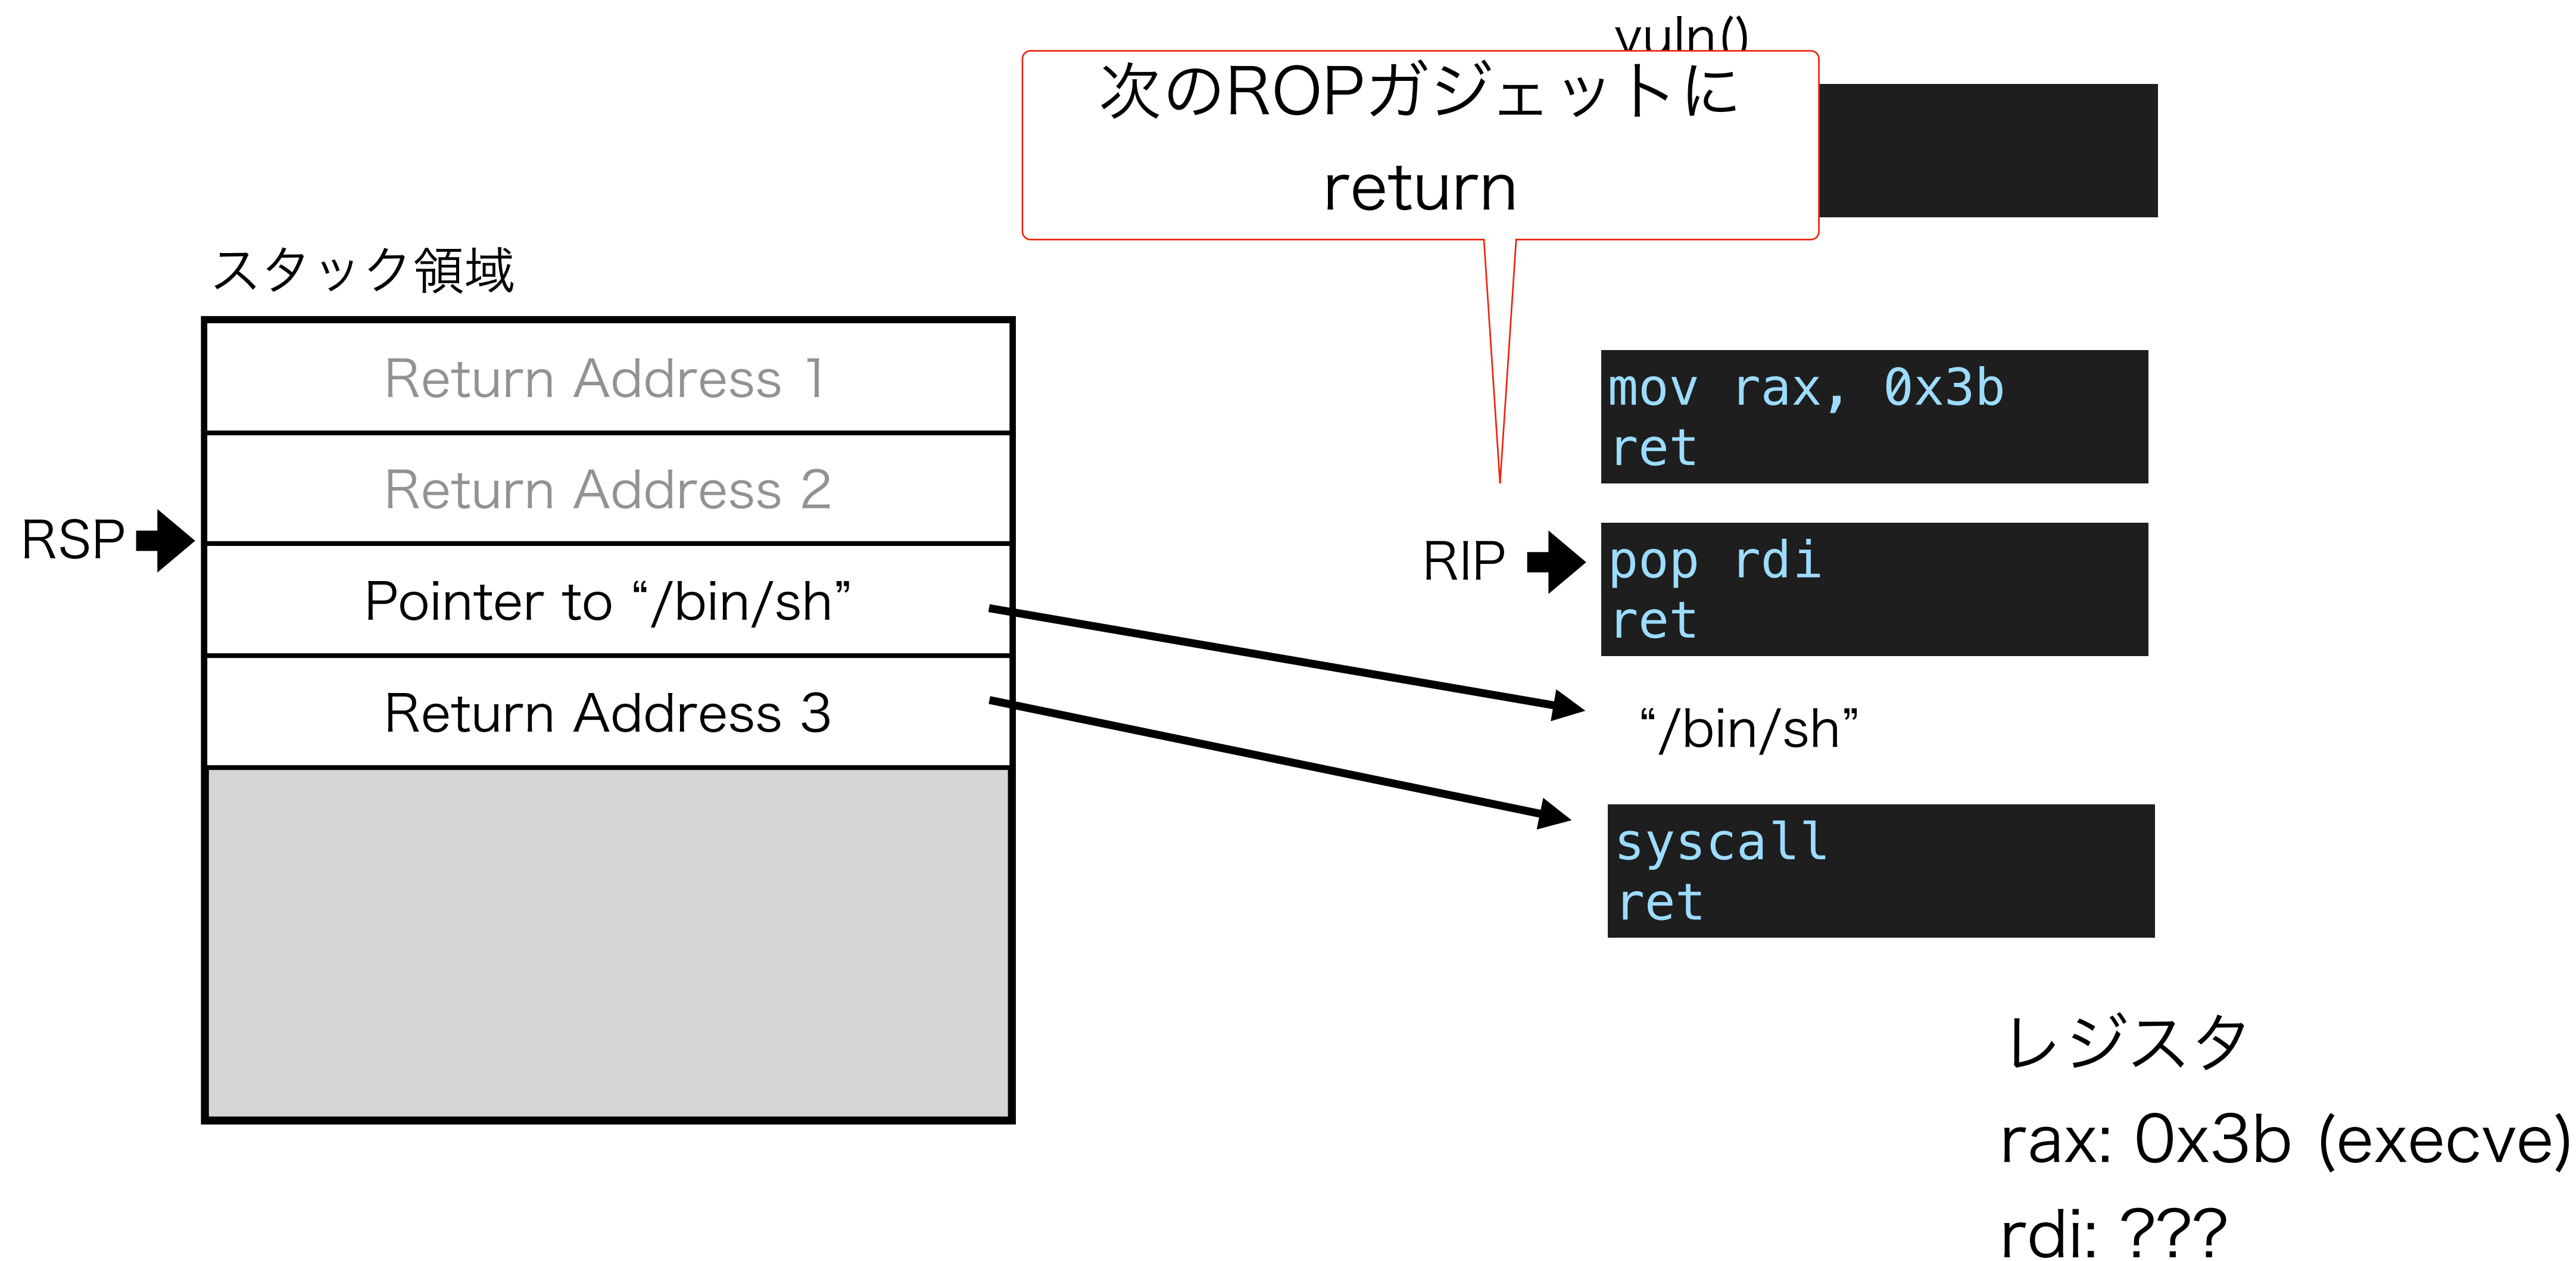 vuln()
次のROPガジェットに
return
スタック領域
Return Address 1
Return Address 2
RSP
Pointer to “/bin/sh”
Return Address 3
mov rax, 0x3b
ret
RIP
pop rdi
ret
“/bin/sh”
syscall
ret
レジスタ
rax: 0x3b (execve)
rdi: ???